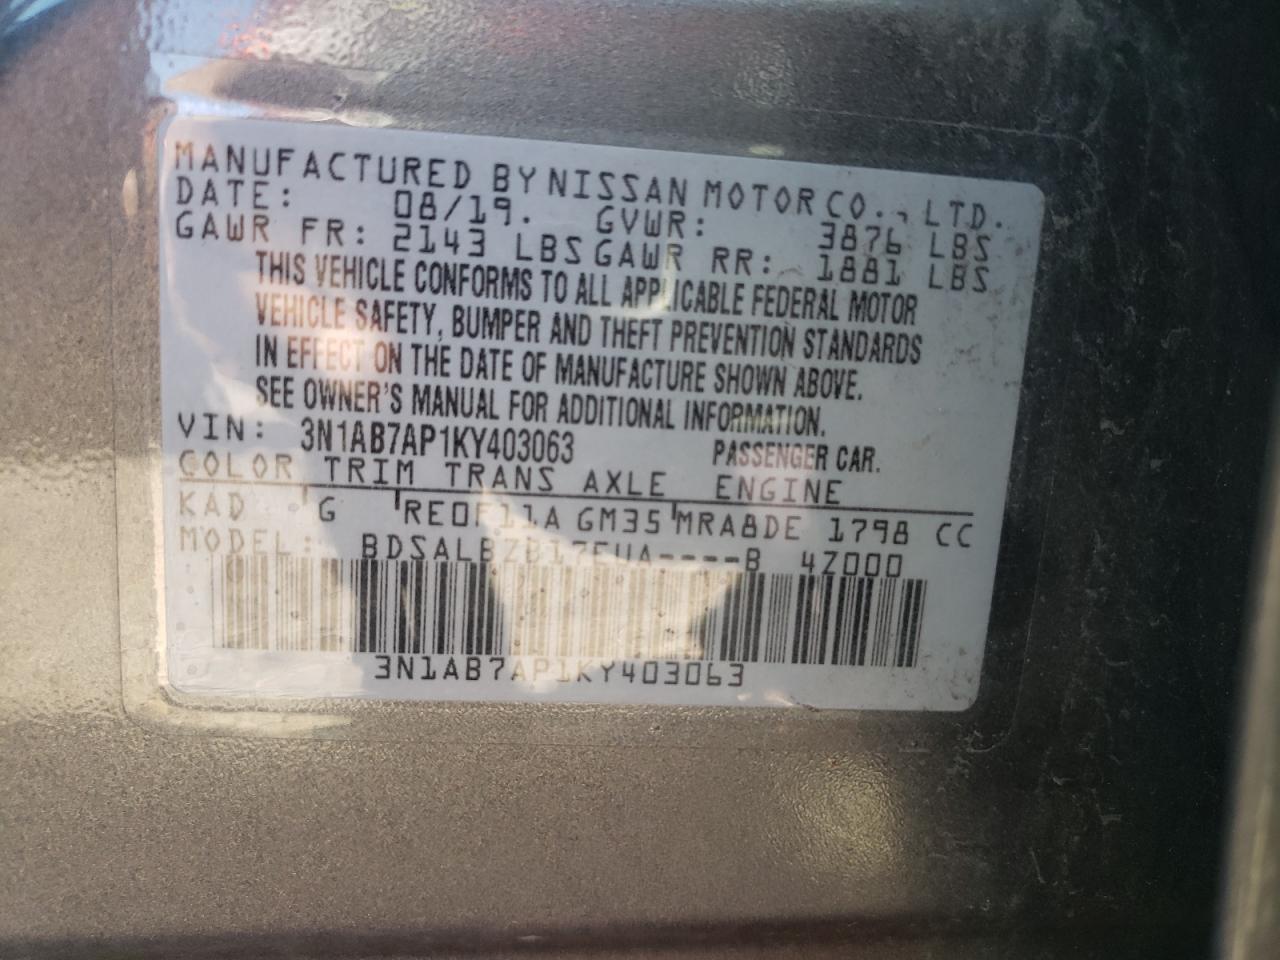 MANUFACTURED BY NISSAN MOTOR CO., LTD.
DATE: 08/19. GVWR: 3876 LBS
GAWR FR: 2143 LBS GAWR RR: 1881 LBS
THIS VEHICLE CONFORMS TO ALL APPLICABLE FEDERAL MOTOR
VEHICLE SAFETY, BUMPER AND THEFT PREVENTION STANDARDS
IN EFFECT ON THE DATE OF MANUFACTURE SHOWN ABOVE.
SEE OWNER'S MANUAL FOR ADDITIONAL INFORMATION.
VIN: 3N1AB7AP1KY403063 PASSENGER CAR.
COLOR TRIM TRANS AXLE ENGINE
KAD G RE0F11A GM35 MRA8DE 1798 CC
MODEL: 47000
3N1AB7AP1KY403063